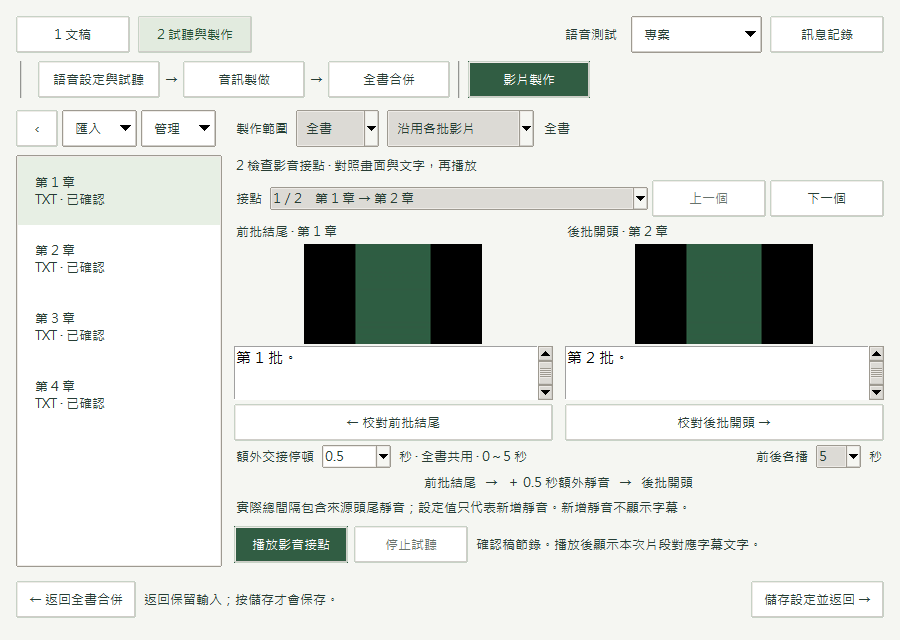 1 文稿
2 試聽與製作
語音測試
專案
訊息記錄
語音設定與試聽
→
音訊製做
→
全書合併
影片製作
‹
匯入
管理
製作範圍
全書
沿用各批影片
全書
第 1 章
TXT · 已確認
第 2 章
TXT · 已確認
第 3 章
TXT · 已確認
第 4 章
TXT · 已確認
2 檢查影音接點 · 對照畫面與文字，再播放
接點
1 / 2　第 1 章 → 第 2 章
上一個
下一個
前批結尾 · 第 1 章
後批開頭 · 第 2 章
第 1 批。
第 2 批。
← 校對前批結尾
校對後批開頭 →
額外交接停頓
0.5
秒 · 全書共用 · 0 ~ 5 秒
前後各播
5
秒
前批結尾 → + 0.5 秒額外靜音 → 後批開頭
實際總間隔包含來源頭尾靜音；設定值只代表新增靜音。新增靜音不顯示字幕。
播放影音接點
停止試聽
確認稿節錄。播放後顯示本次片段對應字幕文字。
← 返回全書合併
返回保留輸入；按儲存才會保存。
儲存設定並返回 →